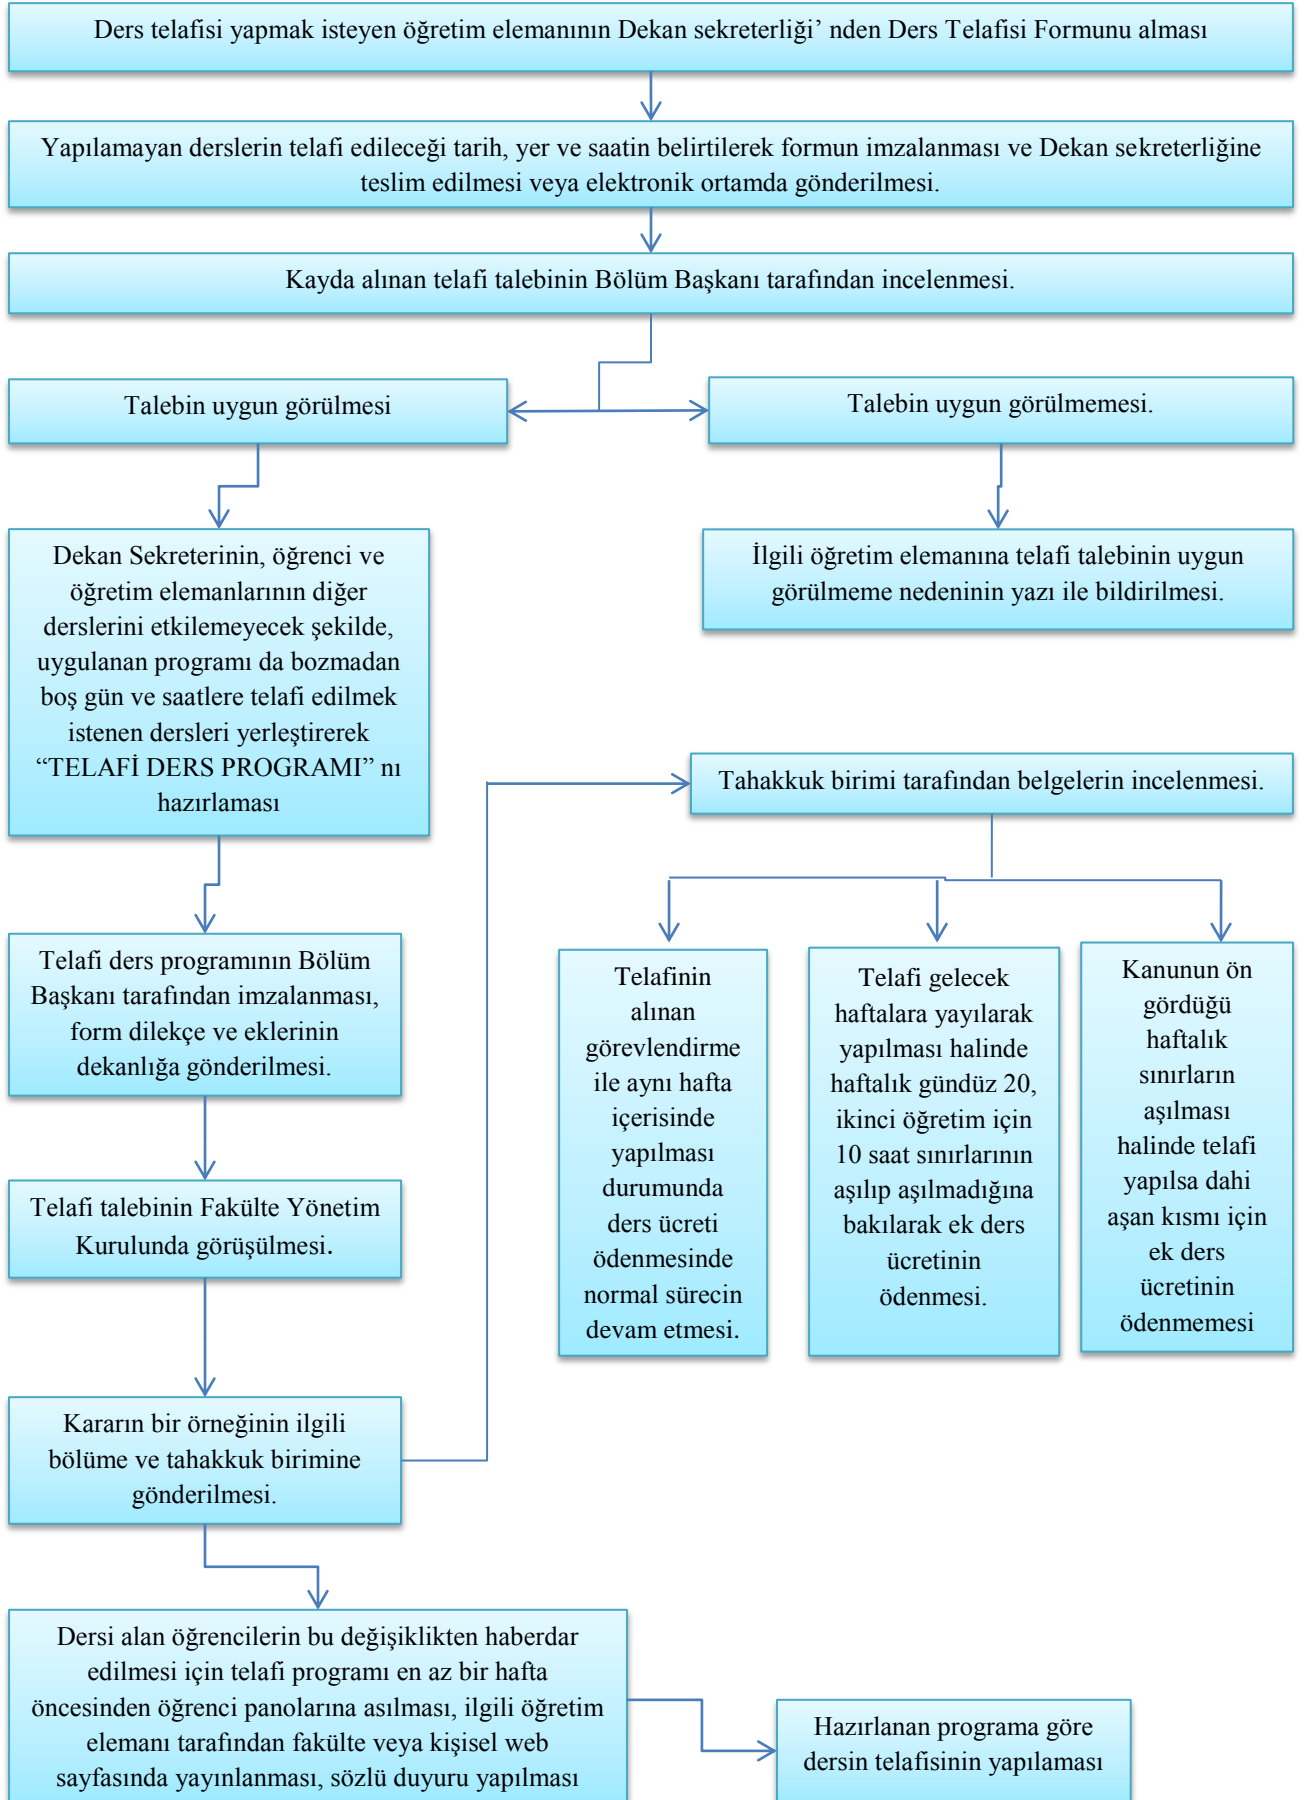 Ders telafisi yapmak isteyen öğretim elemanının Dekan sekreterliği’ nden Ders Telafisi Formunu alması
Yapılamayan derslerin telafi edileceği tarih, yer ve saatin belirtilerek formun imzalanması ve Dekan sekreterliğine
teslim edilmesi veya elektronik ortamda gönderilmesi.
Kayda alınan telafi talebinin Bölüm Başkanı tarafından incelenmesi.
Talebin uygun görülmesi
Talebin uygun görülmemesi.
Dekan Sekreterinin, öğrenci ve
öğretim elemanlarının diğer
derslerini etkilemeyecek şekilde,
uygulanan programı da bozmadan
boş gün ve saatlere telafi edilmek
istenen dersleri yerleştirerek
“TELAFİ DERS PROGRAMI” nı
hazırlaması
İlgili öğretim elemanına telafi talebinin uygun
görülmeme nedeninin yazı ile bildirilmesi.
Tahakkuk birimi tarafından belgelerin incelenmesi.
Telafi ders programının Bölüm
Başkanı tarafından imzalanması,
form dilekçe ve eklerinin
dekanlığa gönderilmesi.
Telafinin
alınan
görevlendirme
ile aynı hafta
içerisinde
yapılması
durumunda
ders ücreti
ödenmesinde
normal sürecin
devam etmesi.
Telafi gelecek
haftalara yayılarak
yapılması halinde
haftalık gündüz 20,
ikinci öğretim için
10 saat sınırlarının
aşılıp aşılmadığına
bakılarak ek ders
ücretinin
ödenmesi.
Kanunun ön
gördüğü
haftalık
sınırların
aşılması
halinde telafi
yapılsa dahi
aşan kısmı için
ek ders
ücretinin
ödenmemesi
Telafi talebinin Fakülte Yönetim
Kurulunda görüşülmesi.
Kararın bir örneğinin ilgili
bölüme ve tahakkuk birimine
gönderilmesi.
Dersi alan öğrencilerin bu değişiklikten haberdar
edilmesi için telafi programı en az bir hafta
öncesinden öğrenci panolarına asılması, ilgili öğretim
elemanı tarafından fakülte veya kişisel web
sayfasında yayınlanması, sözlü duyuru yapılması
Hazırlanan programa göre
dersin telafisinin yapılaması